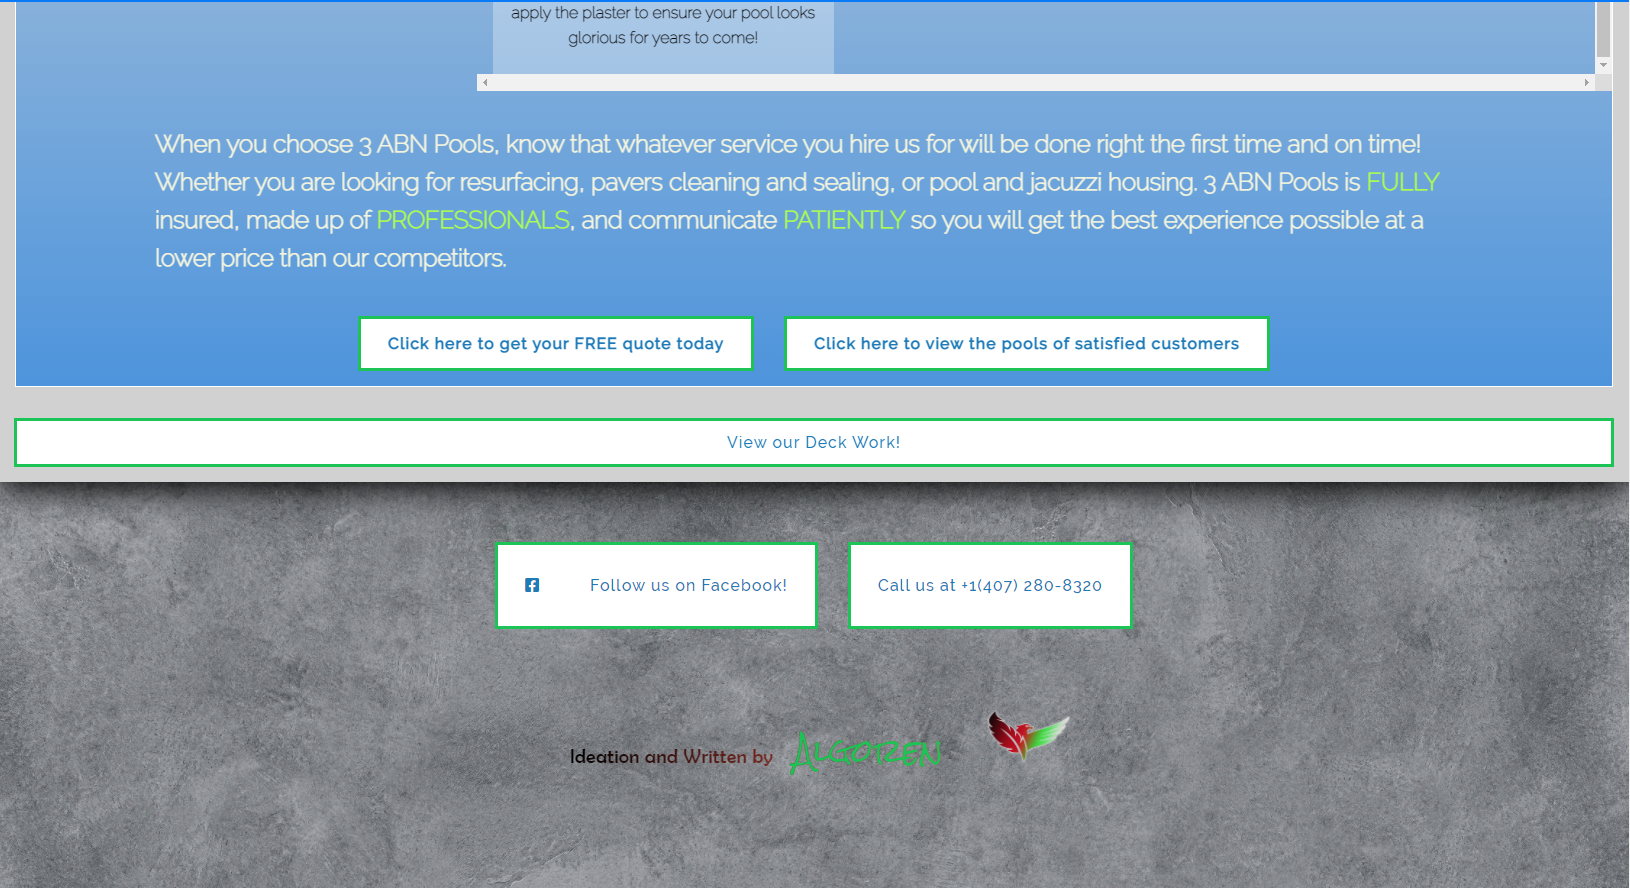 apply the plaster to ensure your pool looks
glorious for years to come!
When you choose 3 ABN Pools, know that whatever service you hire us for will be done right the first time and on time!
Whether you are looking for resurfacing, pavers cleaning and sealing, or pool and jacuzzi housing. 3 ABN Pools is FULLY
insured, made up of PROFESSIONALS, and communicate PATIENTLY so you will get the best experience possible at a
lower price than our competitors.
Click here to get your FREE quote today
Click here to view the pools of satisfied customers
View our Deck Work!
Follow us on Facebook!
Call us at +1(407) 280-8320
Ideation and Written by Algoren